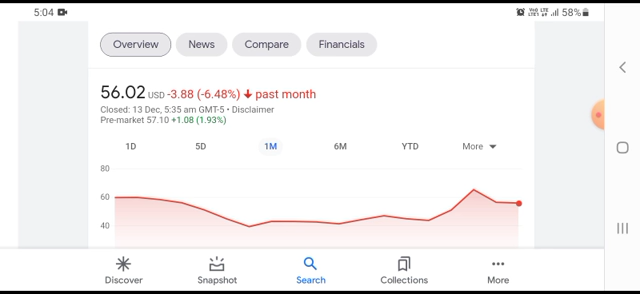 5:04
58%
Overview News Compare Financials
56.02 USD -3.88 (-6.48%) past month
Closed: 13 Dec, 5:35 am GMT-5 • Disclaimer
Pre-market 57.10 +1.08 (1.93%)
1D 5D 1M 6M YTD More
80
60
40
Discover Snapshot Search Collections More